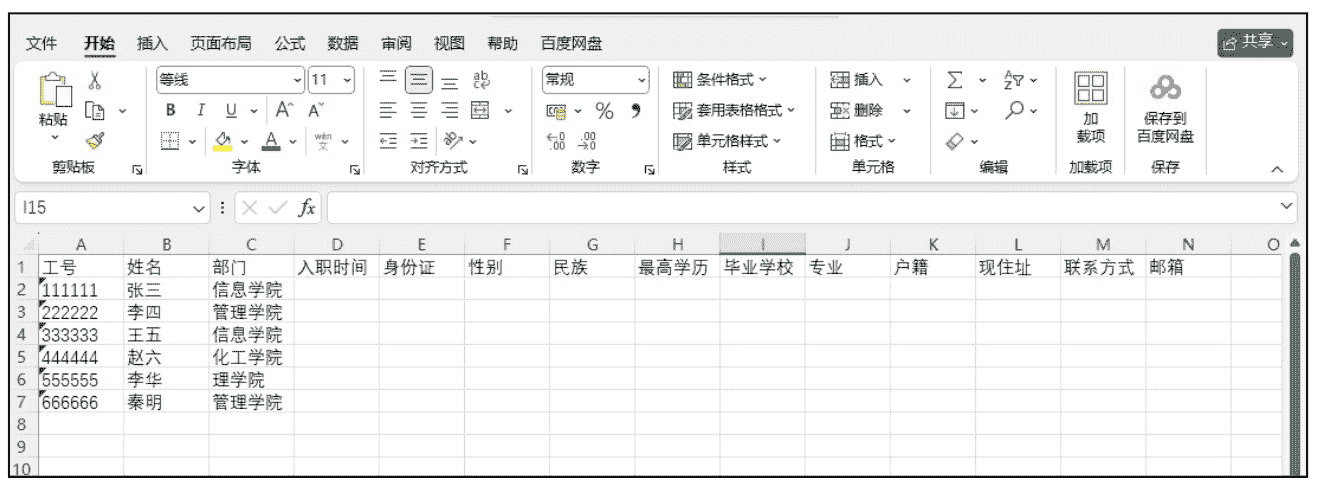 文件 开始 插入 页面布局 公式 数据 审阅 视图 帮助 百度网盘 共享
等线 11 ab 常规 条件格式 插入
粘贴 B I U A A % 套用表格格式 删除 加载项 保存到百度网盘
A wén 文 .00 .00 单元格样式 格式
剪贴板 字体 对齐方式 数字 样式 单元格 编辑 加载项 保存
I15 fx
A B C D E F G H I J K L M N O
1 工号 姓名 部门 入职时间 身份证 性别 民族 最高学历 毕业学校 专业 户籍 现住址 联系方式 邮箱
2 111111 张三 信息学院
3 222222 李四 管理学院
4 333333 王五 信息学院
5 444444 赵六 化工学院
6 555555 李华 理学院
7 666666 秦明 管理学院
8
9
10